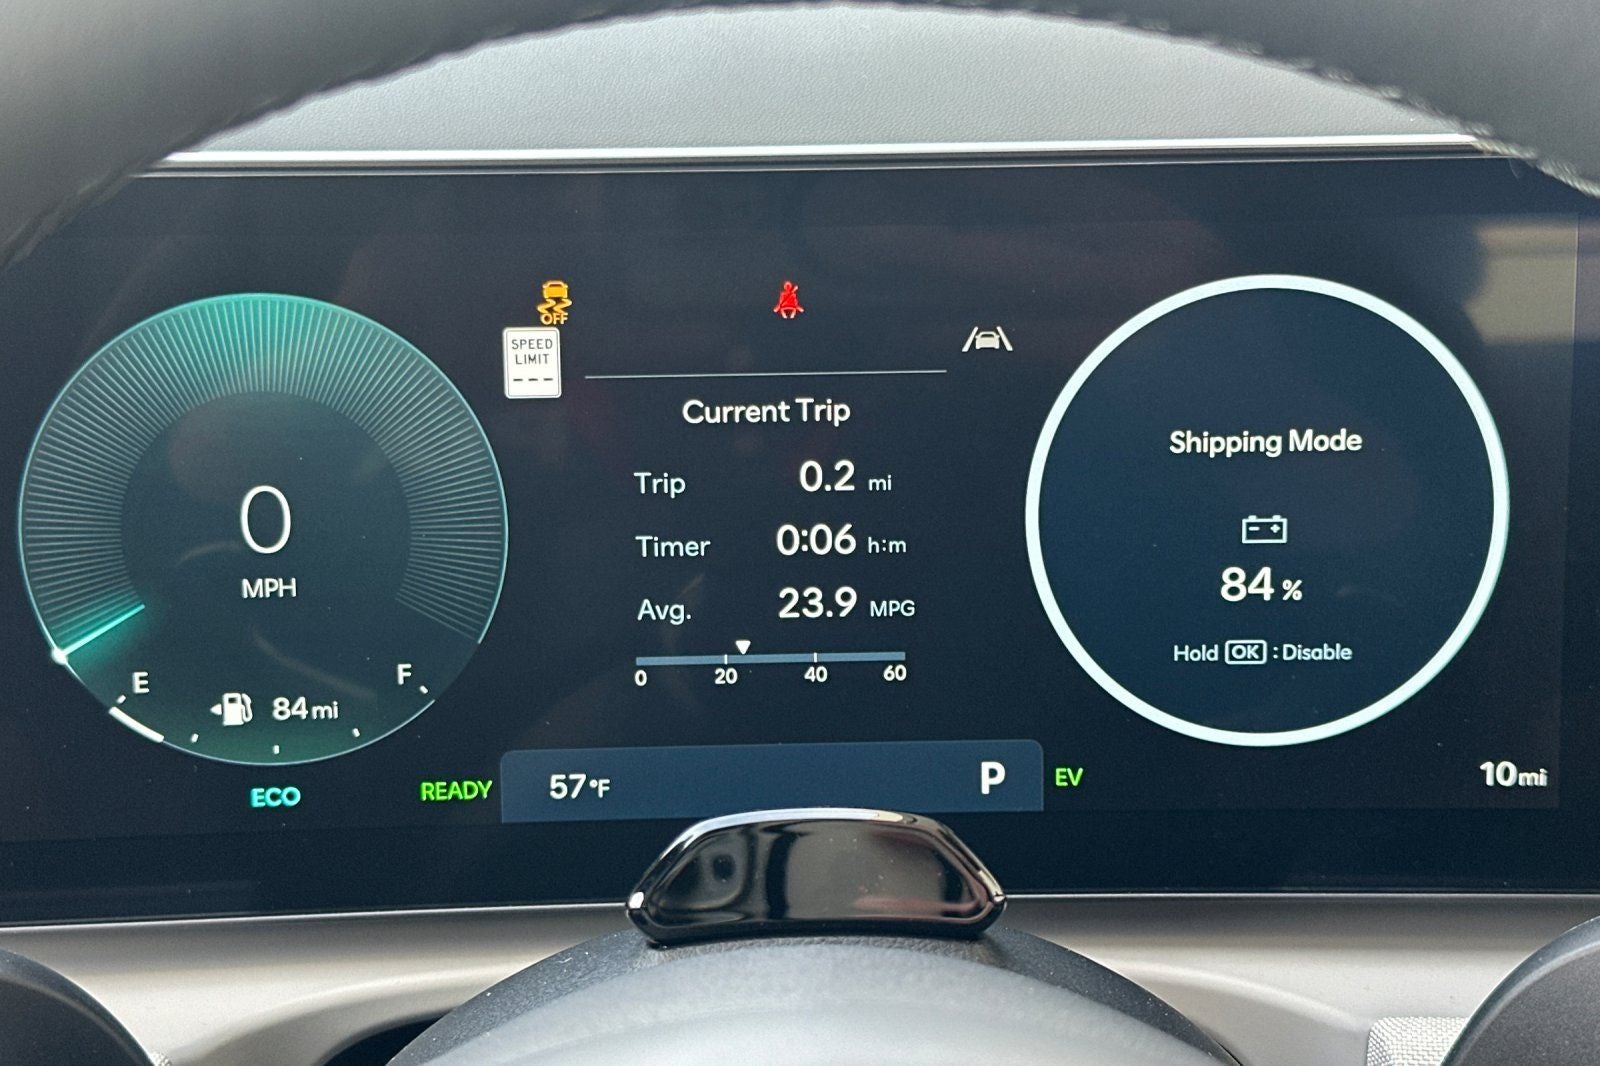 OFF
SPEED
LIMIT
---
Current Trip
Trip 0.2 mi
Timer 0:06 h:m
Avg. 23.9 MPG
0 20 40 60
0
MPH
E F
84 mi
ECO
READY
57°F
P
EV
Shipping Mode
- +
84 %
Hold OK : Disable
10 mi